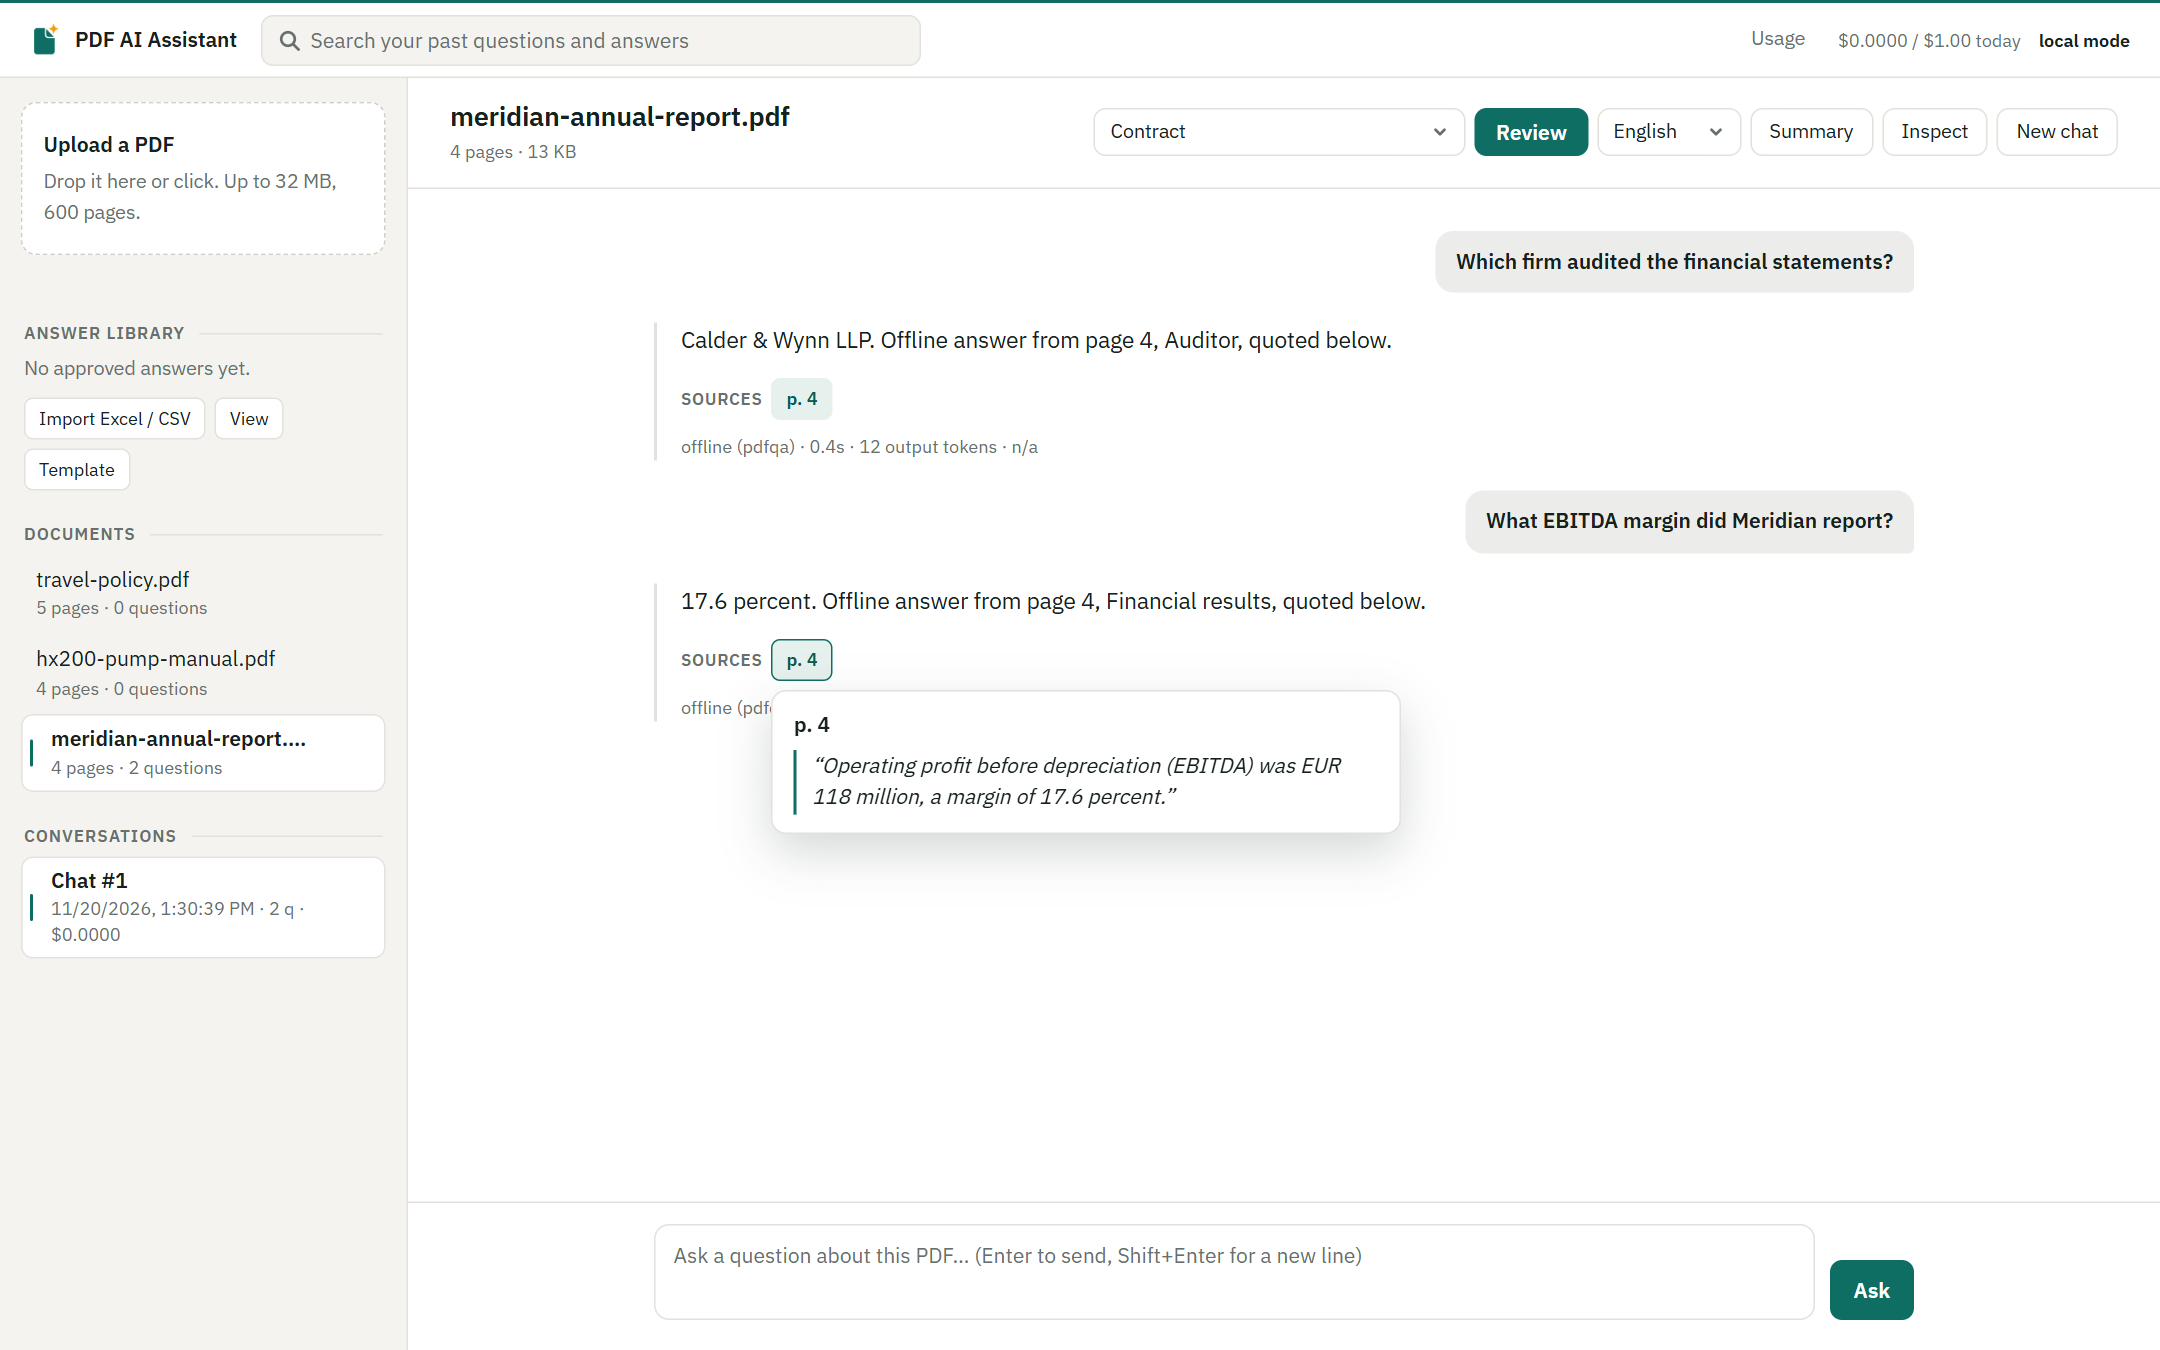 PDF AI Assistant
Search your past questions and answers
Usage
$0.0000 / $1.00 today
local mode
Upload a PDF
Drop it here or click. Up to 32 MB,
600 pages.
ANSWER LIBRARY
No approved answers yet.
Import Excel / CSV
View
Template
DOCUMENTS
travel-policy.pdf
5 pages · 0 questions
hx200-pump-manual.pdf
4 pages · 0 questions
meridian-annual-report....
4 pages · 2 questions
CONVERSATIONS
Chat #1
11/20/2026, 1:30:39 PM · 2 q ·
$0.0000
meridian-annual-report.pdf
4 pages · 13 KB
Contract
Review
English
Summary
Inspect
New chat
Which firm audited the financial statements?
Calder & Wynn LLP. Offline answer from page 4, Auditor, quoted below.
SOURCES p. 4
offline (pdfqa) · 0.4s · 12 output tokens · n/a
What EBITDA margin did Meridian report?
17.6 percent. Offline answer from page 4, Financial results, quoted below.
SOURCES p. 4
offline (pdf
p. 4
“Operating profit before depreciation (EBITDA) was EUR
118 million, a margin of 17.6 percent.”
Ask a question about this PDF... (Enter to send, Shift+Enter for a new line)
Ask